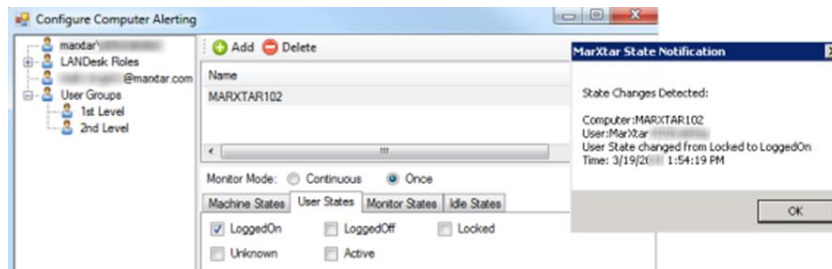 Configure Computer Alerting
marxtar\
LANDesk Roles
@marxtar.com
User Groups
1st Level
2nd Level
Add Delete
Name
MARXTAR102
Monitor Mode: Continuous Once
Machine States User States Monitor States Idle States
LoggedOn LoggedOff Locked
Unknown Active
MarXtar State Notification
State Changes Detected:
Computer:MARXTAR102
User:MarXtar
User State changed from Locked to LoggedOn
Time: 3/19/20 1:54:19 PM
OK